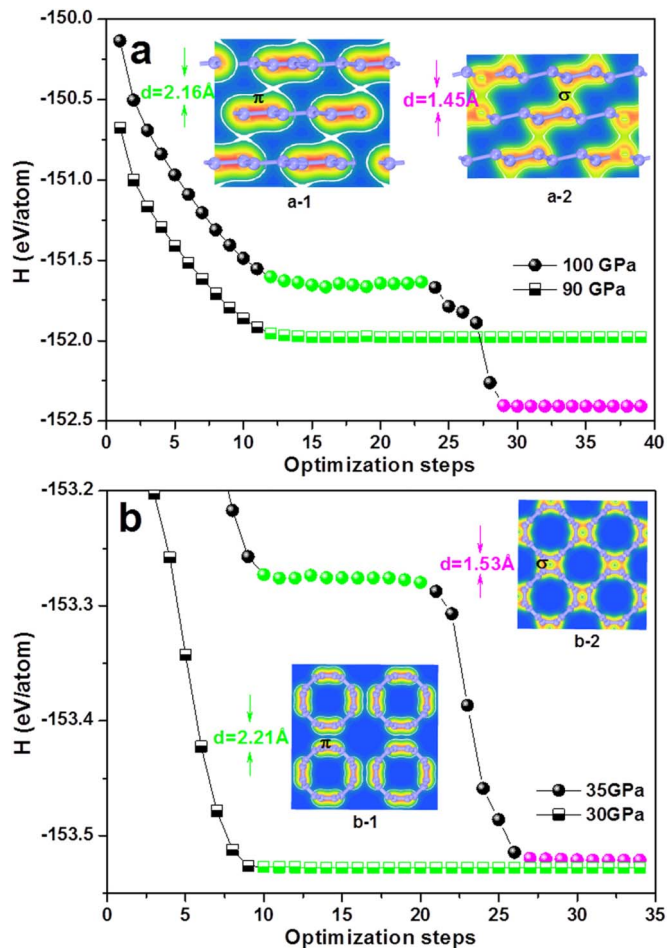 -150.0
-150.5
-151.0
-151.5
-152.0
-152.5
H (eV/atom)
a
d=2.16Å
π
a-1
d=1.45Å
σ
a-2
100 GPa
90 GPa
0 5 10 15 20 25 30 35 40
Optimization steps
-153.2
-153.3
-153.4
-153.5
H (eV/atom)
b
d=1.53Å
σ
b-2
d=2.21Å
π
b-1
35GPa
30GPa
0 5 10 15 20 25 30 35
Optimization steps